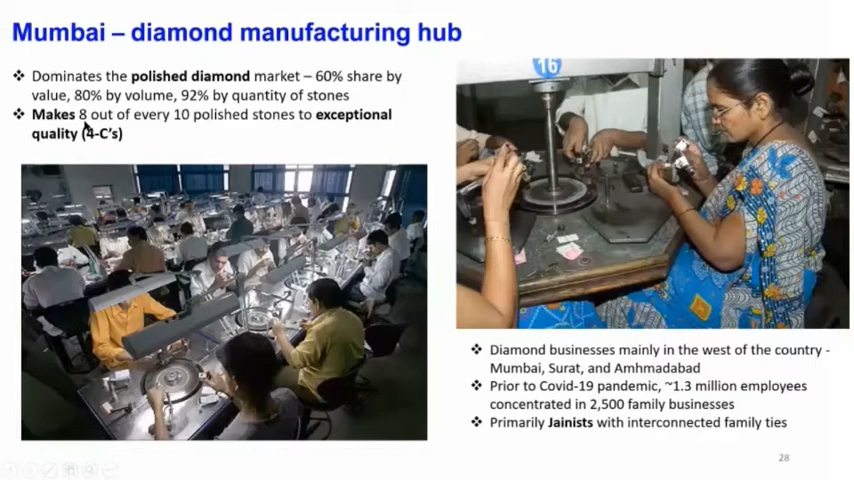 Mumbai – diamond manufacturing hub
❖ Dominates the polished diamond market – 60% share by
value, 80% by volume, 92% by quantity of stones
❖ Makes 8 out of every 10 polished stones to exceptional
quality (4-C's)
16
❖ Diamond businesses mainly in the west of the country -
Mumbai, Surat, and Amhmadabad
❖ Prior to Covid-19 pandemic, ~1.3 million employees
concentrated in 2,500 family businesses
❖ Primarily Jainists with interconnected family ties
28